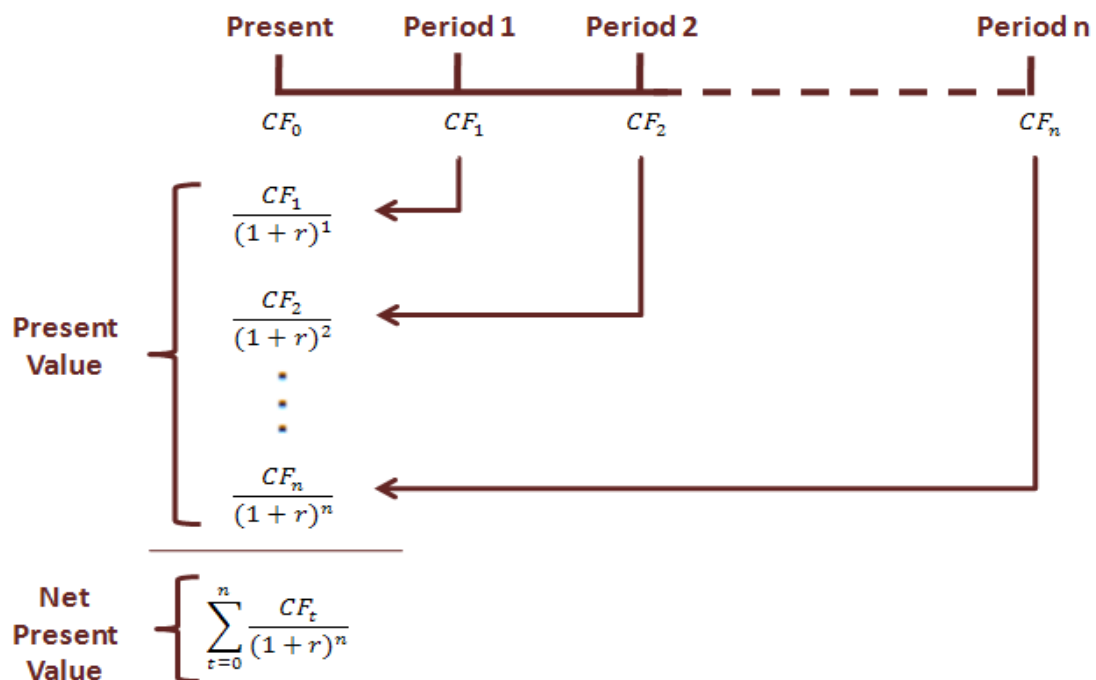 Present Period 1 Period 2 Period n
CF₀ CF₁ CF₂ CFₙ
CF₁
(1 + r)¹
CF₂
(1 + r)²
Present
Value
CFₙ
(1 + r)ⁿ
Net
Present
Value
n
∑ CFₜ
t=0 (1 + r)ⁿ